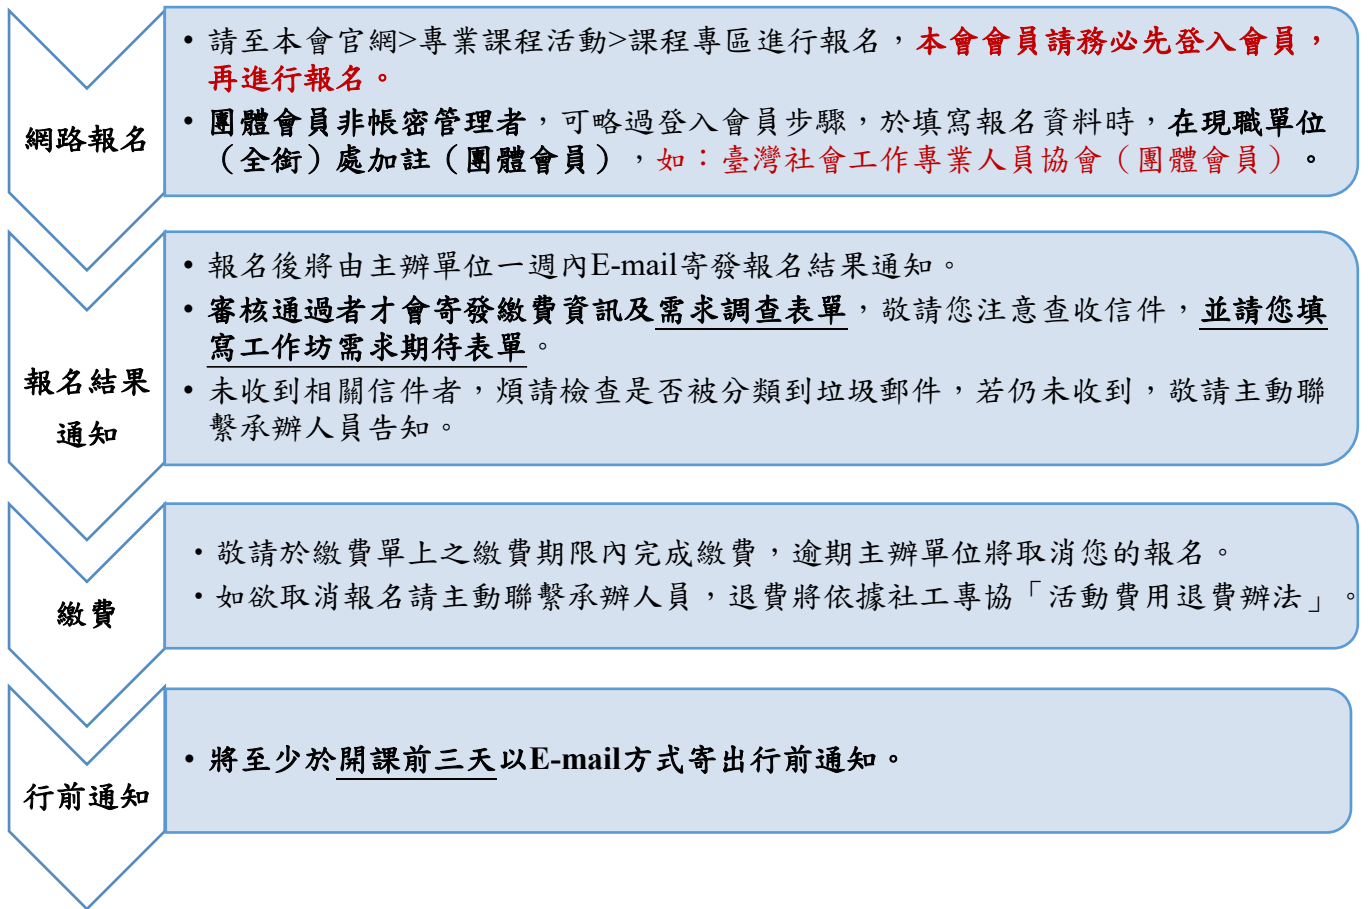 網路報名
• 請至本會官網>專業課程活動>課程專區進行報名，本會會員請務必先登入會員，
再進行報名。
• 團體會員非帳密管理者，可略過登入會員步驟，於填寫報名資料時，在現職單位
（全銜）處加註（團體會員），如：臺灣社會工作專業人員協會（團體會員）。
報名結果
通知
• 報名後將由主辦單位一週內E-mail寄發報名結果通知。
• 審核通過者才會寄發繳費資訊及需求調查表單，敬請您注意查收信件，並請您填
寫工作坊需求期待表單。
• 未收到相關信件者，煩請檢查是否被分類到垃圾郵件，若仍未收到，敬請主動聯
繫承辦人員告知。
繳費
• 敬請於繳費單上之繳費期限內完成繳費，逾期主辦單位將取消您的報名。
• 如欲取消報名請主動聯繫承辦人員，退費將依據社工專協「活動費用退費辦法」。
行前通知
• 將至少於開課前三天以E-mail方式寄出行前通知。